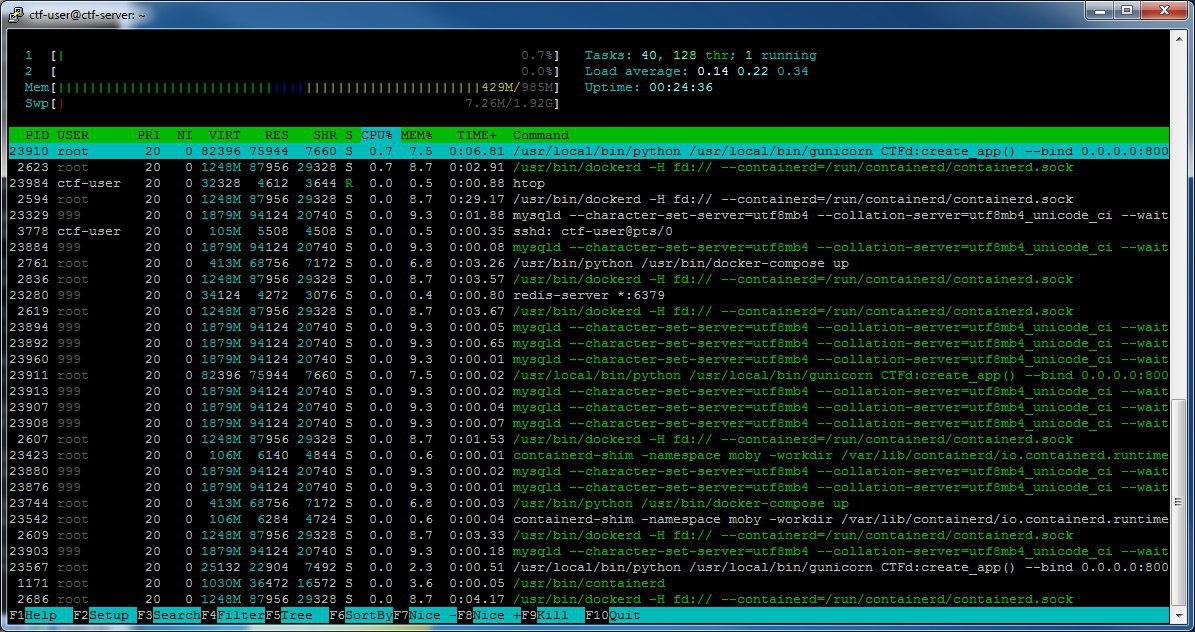 ctf-user@ctf-server: ~
1 [| 0.7%] Tasks: 40, 128 thr; 1 running
2 [ 0.0%] Load average: 0.14 0.22 0.34
Mem[||||||||||||||||||||||||||||||||||||||||||||||||||||||429M/985M] Uptime: 00:24:36
Swp[| 7.26M/1.92G]
PID USER PRI NI VIRT RES SHR S CPU% MEM% TIME+ Command
23910 root 20 0 82396 75944 7660 S 0.7 7.5 0:06.81 /usr/local/bin/python /usr/local/bin/gunicorn CTFd:create_app() --bind 0.0.0.0:800
2623 root 20 0 1248M 87956 29328 S 0.7 8.7 0:02.91 /usr/bin/dockerd -H fd:// --containerd=/run/containerd/containerd.sock
23984 ctf-user 20 0 32328 4612 3644 R 0.0 0.5 0:00.88 htop
2594 root 20 0 1248M 87956 29328 S 0.0 8.7 0:29.17 /usr/bin/dockerd -H fd:// --containerd=/run/containerd/containerd.sock
23329 999 20 0 1879M 94124 20740 S 0.0 9.3 0:01.88 mysqld --character-set-server=utf8mb4 --collation-server=utf8mb4_unicode_ci --wait
3778 ctf-user 20 0 105M 5508 4508 S 0.0 0.5 0:00.35 sshd: ctf-user@pts/0
23884 999 20 0 1879M 94124 20740 S 0.0 9.3 0:00.08 mysqld --character-set-server=utf8mb4 --collation-server=utf8mb4_unicode_ci --wait
2761 root 20 0 413M 68756 7172 S 0.0 6.8 0:03.26 /usr/bin/python /usr/bin/docker-compose up
2836 root 20 0 1248M 87956 29328 S 0.0 8.7 0:03.57 /usr/bin/dockerd -H fd:// --containerd=/run/containerd/containerd.sock
23280 999 20 0 34124 4272 3076 S 0.0 0.4 0:00.80 redis-server *:6379
2619 root 20 0 1248M 87956 29328 S 0.0 8.7 0:03.67 /usr/bin/dockerd -H fd:// --containerd=/run/containerd/containerd.sock
23894 999 20 0 1879M 94124 20740 S 0.0 9.3 0:00.05 mysqld --character-set-server=utf8mb4 --collation-server=utf8mb4_unicode_ci --wait
23892 999 20 0 1879M 94124 20740 S 0.0 9.3 0:00.65 mysqld --character-set-server=utf8mb4 --collation-server=utf8mb4_unicode_ci --wait
23960 999 20 0 1879M 94124 20740 S 0.0 9.3 0:00.01 mysqld --character-set-server=utf8mb4 --collation-server=utf8mb4_unicode_ci --wait
23911 root 20 0 82396 75944 7660 S 0.0 7.5 0:00.02 /usr/local/bin/python /usr/local/bin/gunicorn CTFd:create_app() --bind 0.0.0.0:800
23913 999 20 0 1879M 94124 20740 S 0.0 9.3 0:00.02 mysqld --character-set-server=utf8mb4 --collation-server=utf8mb4_unicode_ci --wait
23907 999 20 0 1879M 94124 20740 S 0.0 9.3 0:00.04 mysqld --character-set-server=utf8mb4 --collation-server=utf8mb4_unicode_ci --wait
23908 999 20 0 1879M 94124 20740 S 0.0 9.3 0:00.07 mysqld --character-set-server=utf8mb4 --collation-server=utf8mb4_unicode_ci --wait
2607 root 20 0 1248M 87956 29328 S 0.0 8.7 0:01.53 /usr/bin/dockerd -H fd:// --containerd=/run/containerd/containerd.sock
23423 root 20 0 106M 6140 4844 S 0.0 0.6 0:00.01 containerd-shim -namespace moby -workdir /var/lib/containerd/io.containerd.runtime
23880 999 20 0 1879M 94124 20740 S 0.0 9.3 0:00.02 mysqld --character-set-server=utf8mb4 --collation-server=utf8mb4_unicode_ci --wait
23876 999 20 0 1879M 94124 20740 S 0.0 9.3 0:00.01 mysqld --character-set-server=utf8mb4 --collation-server=utf8mb4_unicode_ci --wait
23744 root 20 0 413M 68756 7172 S 0.0 6.8 0:00.03 /usr/bin/python /usr/bin/docker-compose up
23542 root 20 0 106M 6284 4724 S 0.0 0.6 0:00.04 containerd-shim -namespace moby -workdir /var/lib/containerd/io.containerd.runtime
2609 root 20 0 1248M 87956 29328 S 0.0 8.7 0:03.33 /usr/bin/dockerd -H fd:// --containerd=/run/containerd/containerd.sock
23903 999 20 0 1879M 94124 20740 S 0.0 9.3 0:00.18 mysqld --character-set-server=utf8mb4 --collation-server=utf8mb4_unicode_ci --wait
23567 root 20 0 25132 22904 7492 S 0.0 2.3 0:00.51 /usr/local/bin/python /usr/local/bin/gunicorn CTFd:create_app() --bind 0.0.0.0:800
1171 root 20 0 1030M 36472 16572 S 0.0 3.6 0:00.05 /usr/bin/containerd
2686 root 20 0 1248M 87956 29328 S 0.0 8.7 0:04.17 /usr/bin/dockerd -H fd:// --containerd=/run/containerd/containerd.sock
F1Help F2Setup F3SearchF4FilterF5Tree F6SortByF7Nice -F8Nice +F9Kill F10Quit